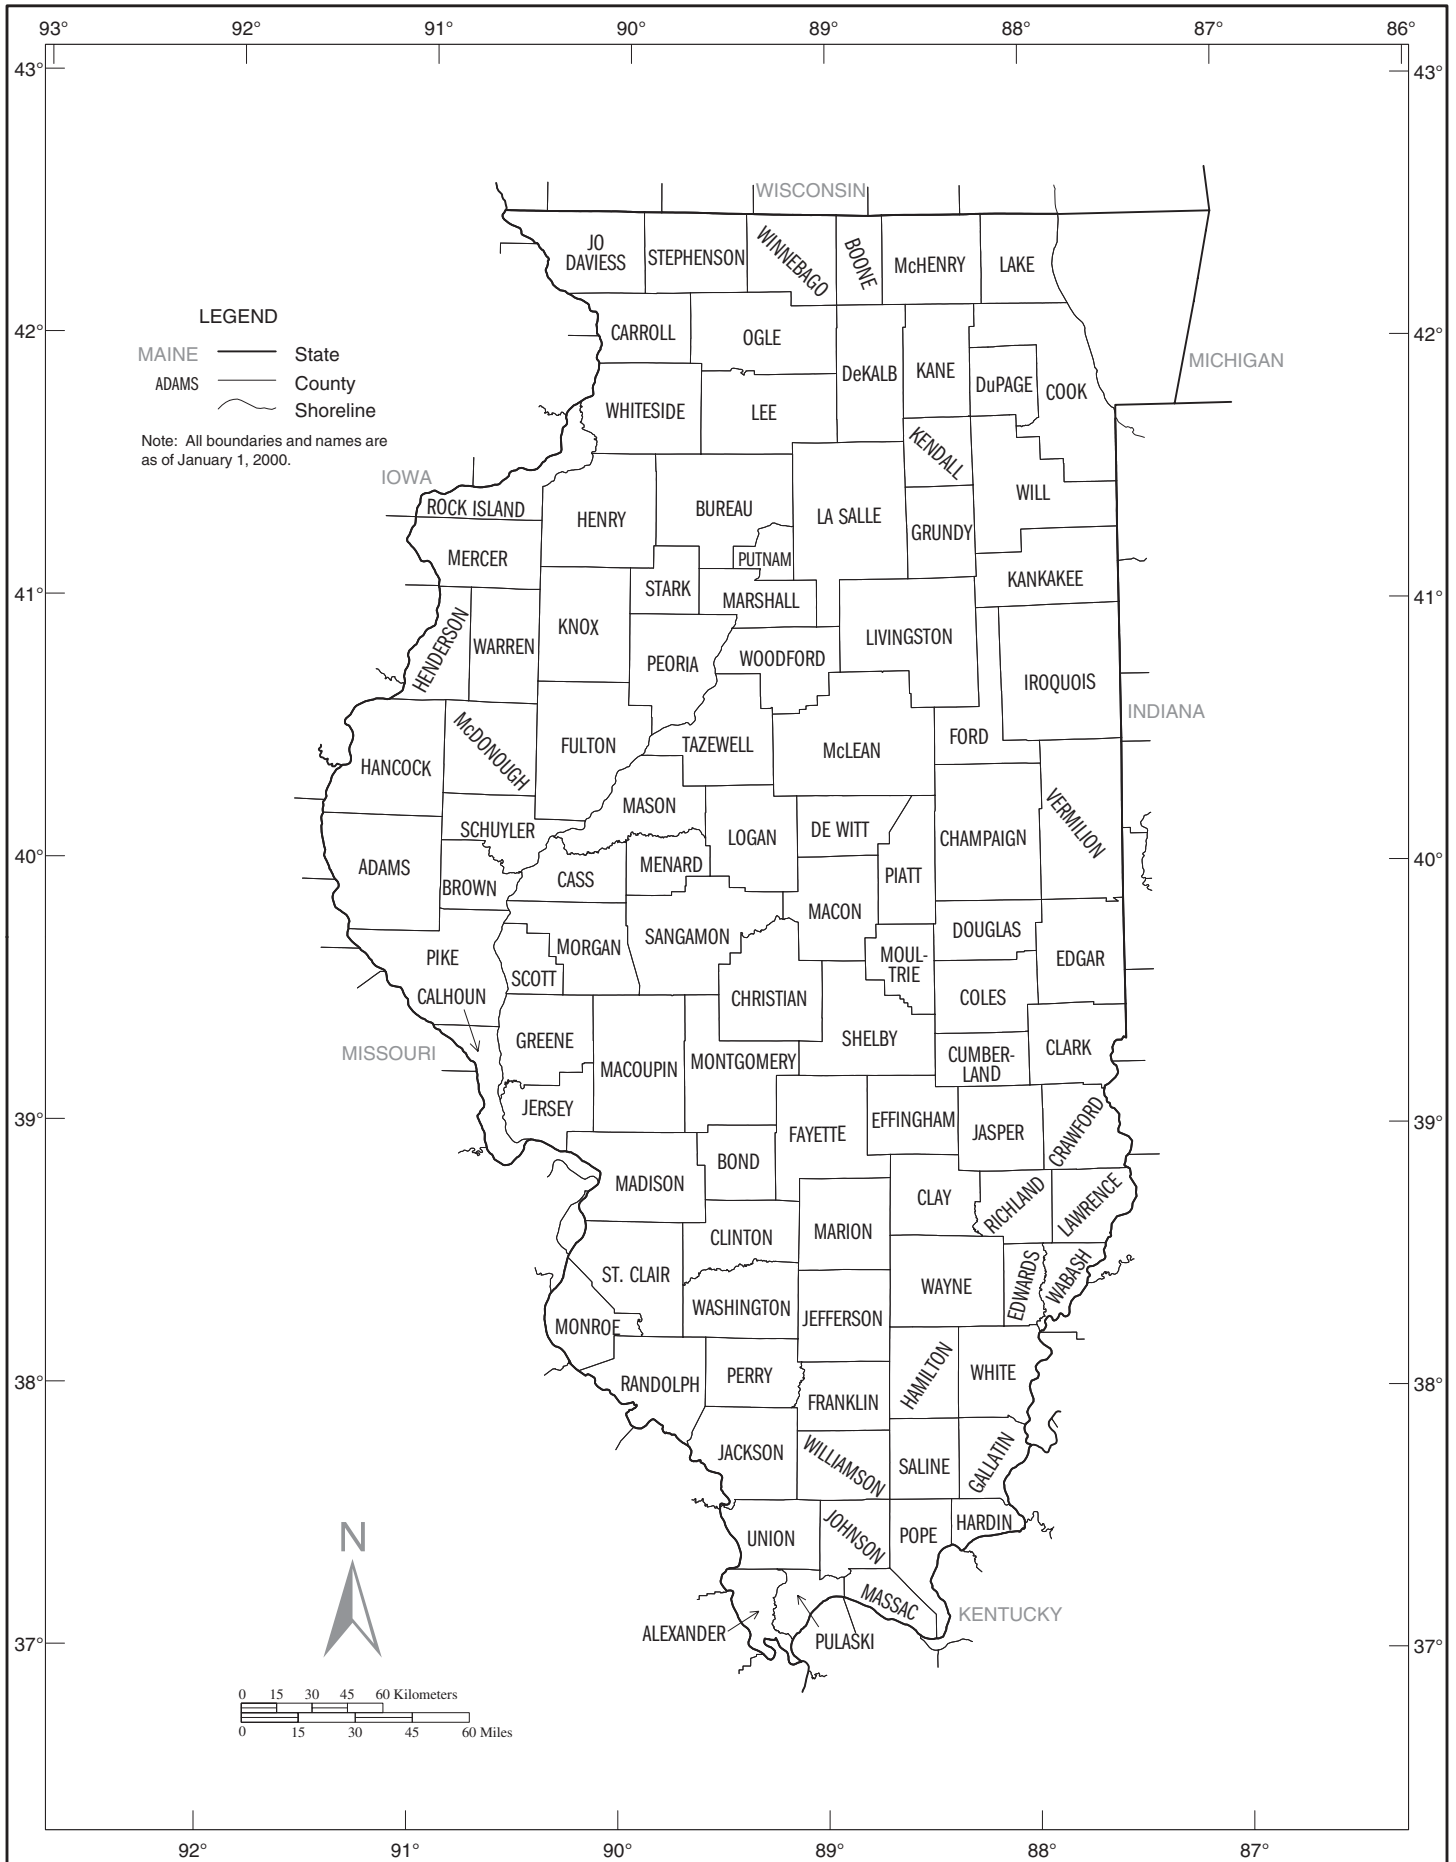 93° 92° 91° 90° 89° 88° 87° 86°
43° 43°
WISCONSIN
JO
DAVIESS
STEPHENSON
WINNEBAGO
BOONE
McHENRY
LAKE
LEGEND
MAINE State
ADAMS County
Shoreline
Note: All boundaries and names are
as of January 1, 2000.
42° 42°
CARROLL
OGLE
DeKALB
KANE
DuPAGE
COOK
MICHIGAN
WHITESIDE
LEE
KENDALL
IOWA
ROCK ISLAND
HENRY
BUREAU
LA SALLE
GRUNDY
WILL
MERCER
PUTNAM
KANKAKEE
41° 41°
STARK
MARSHALL
HENDERSON
WARREN
KNOX
PEORIA
WOODFORD
LIVINGSTON
IROQUOIS
INDIANA
HANCOCK
McDONOUGH
FULTON
TAZEWELL
McLEAN
FORD
MASON
SCHUYLER
LOGAN
DE WITT
CHAMPAIGN
VERMILION
40° 40°
ADAMS
BROWN
CASS
MENARD
PIATT
MACON
PIKE
SCOTT
MORGAN
SANGAMON
MOUL-
TRIE
DOUGLAS
EDGAR
CALHOUN
CHRISTIAN
COLES
MISSOURI
GREENE
MACOUPIN
MONTGOMERY
SHELBY
CUMBER-
LAND
CLARK
39° 39°
JERSEY
FAYETTE
EFFINGHAM
JASPER
CRAWFORD
MADISON
BOND
CLAY
RICHLAND
LAWRENCE
CLINTON
MARION
ST. CLAIR
WASHINGTON
JEFFERSON
WAYNE
EDWARDS
WABASH
MONROE
38° 38°
RANDOLPH
PERRY
FRANKLIN
HAMILTON
WHITE
JACKSON
WILLIAMSON
SALINE
GALLATIN
N
UNION
JOHNSON
POPE
HARDIN
MASSAC
KENTUCKY
ALEXANDER
PULASKI
37° 37°
0 15 30 45 60 Kilometers
0 15 30 45 60 Miles
92° 91° 90° 89° 88° 87°